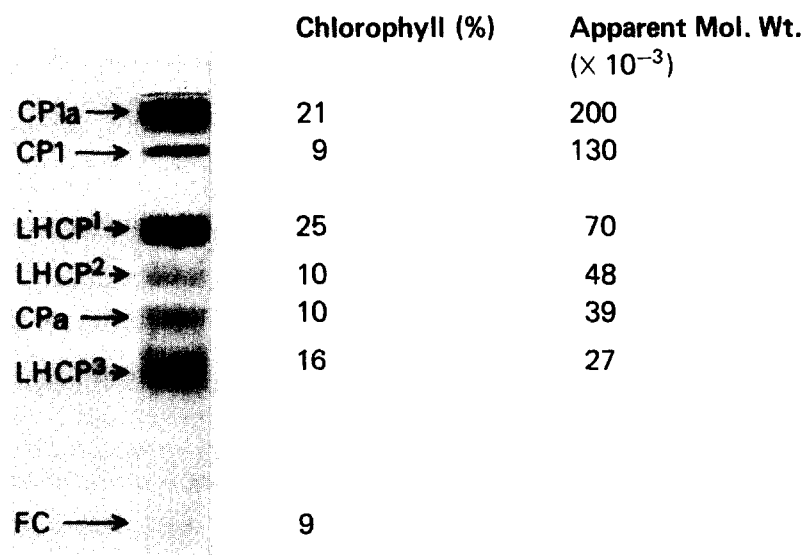 Chlorophyll (%) Apparent Mol. Wt.
(× 10⁻³)
CP1a → 21 200
CP1 → 9 130
LHCP¹ → 25 70
LHCP² → 10 48
CPa → 10 39
LHCP³ → 16 27
FC → 9